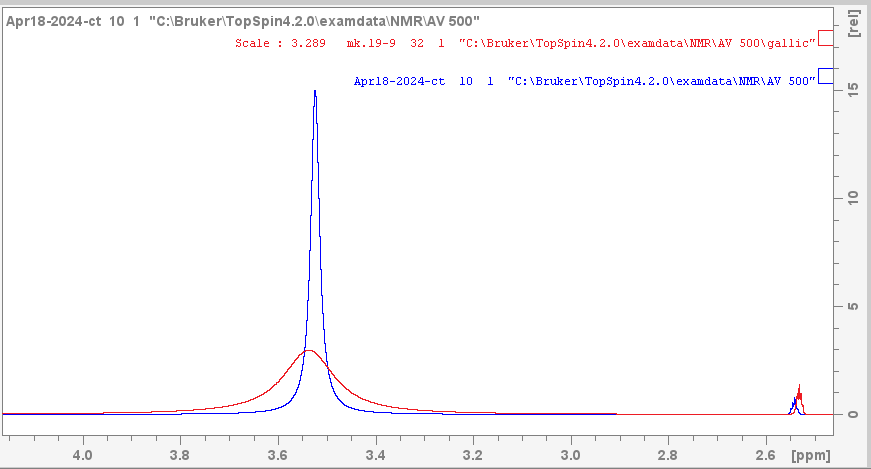 Apr18-2024-ct 10 1 "C:\Bruker\TopSpin4.2.0\examdata\NMR\AV 500"
Scale : 3.289 mk.19-9 32 1 "C:\Bruker\TopSpin4.2.0\examdata\NMR\AV 500\gallic"
Apr18-2024-ct 10 1 "C:\Bruker\TopSpin4.2.0\examdata\NMR\AV 500"
[rel]
15
10
5
0
4.0 3.8 3.6 3.4 3.2 3.0 2.8 2.6 [ppm]